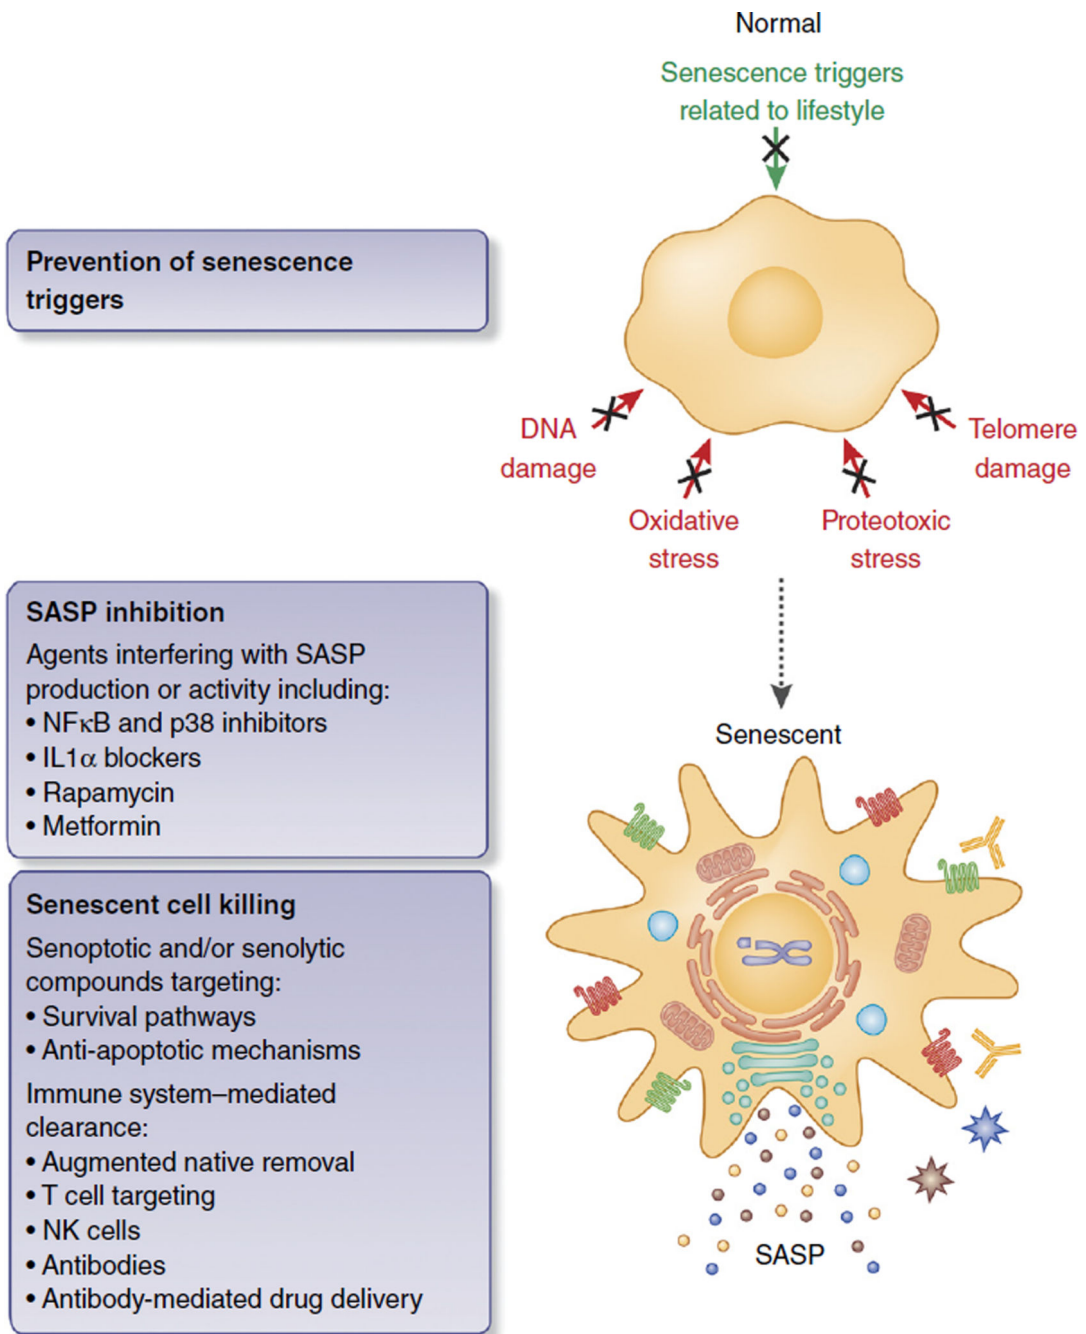 Normal
Senescence triggers
related to lifestyle
Prevention of senescence
triggers
DNA
damage
Oxidative
stress
Proteotoxic
stress
Telomere
damage
SASP inhibition
Agents interfering with SASP
production or activity including:
• NFκB and p38 inhibitors
• IL1α blockers
• Rapamycin
• Metformin
Senescent
Senescent cell killing
Senoptotic and/or senolytic
compounds targeting:
• Survival pathways
• Anti-apoptotic mechanisms
Immune system–mediated
clearance:
• Augmented native removal
• T cell targeting
• NK cells
• Antibodies
• Antibody-mediated drug delivery
SASP